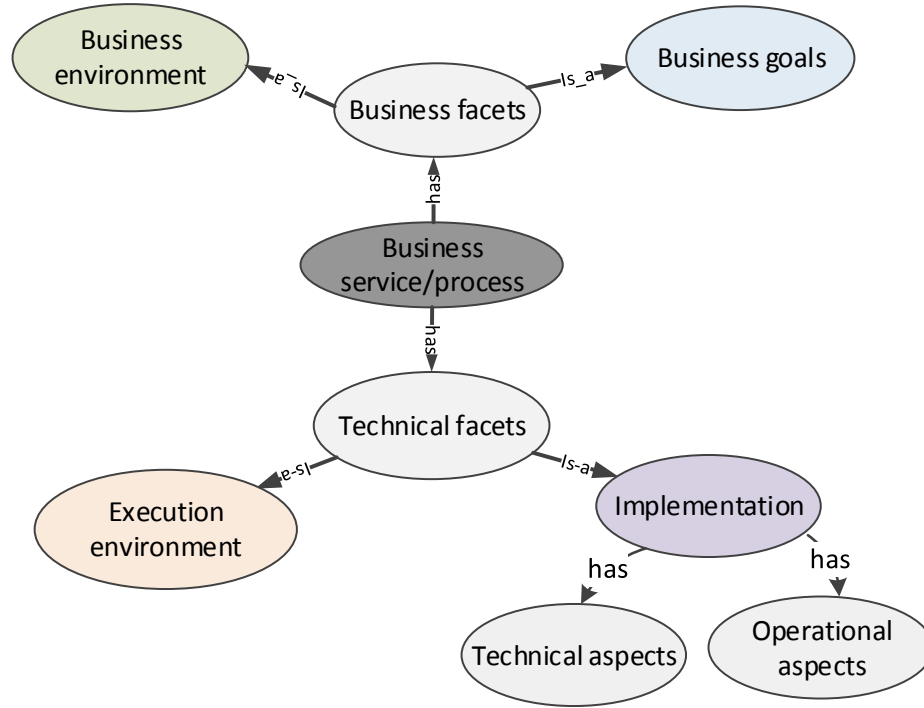 Business
environment
Is_a
Business facets
Is_a
Business goals
has
Business
service/process
has
Technical facets
Is-a
Is-a
Execution
environment
Implementation
has
has
Technical aspects
Operational
aspects